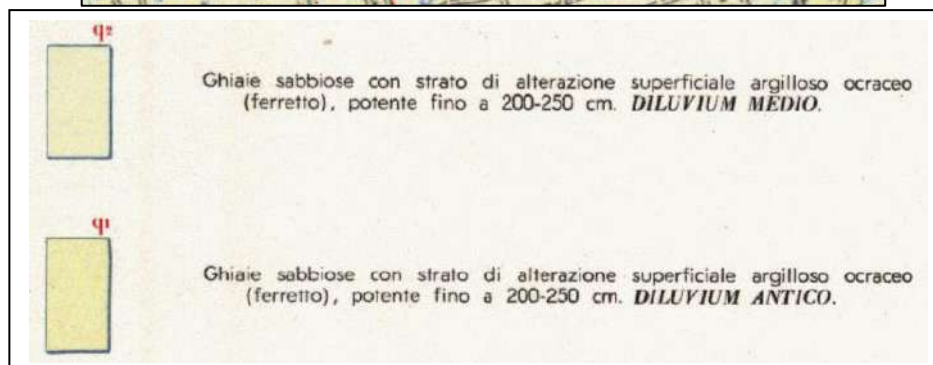 q²
Ghiaie sabbiose con strato di alterazione superficiale argilloso ocraceo
(ferretto), potente fino a 200-250 cm. DILUVIUM MEDIO.
q¹
Ghiaie sabbiose con strato di alterazione superficiale argilloso ocraceo
(ferretto), potente fino a 200-250 cm. DILUVIUM ANTICO.